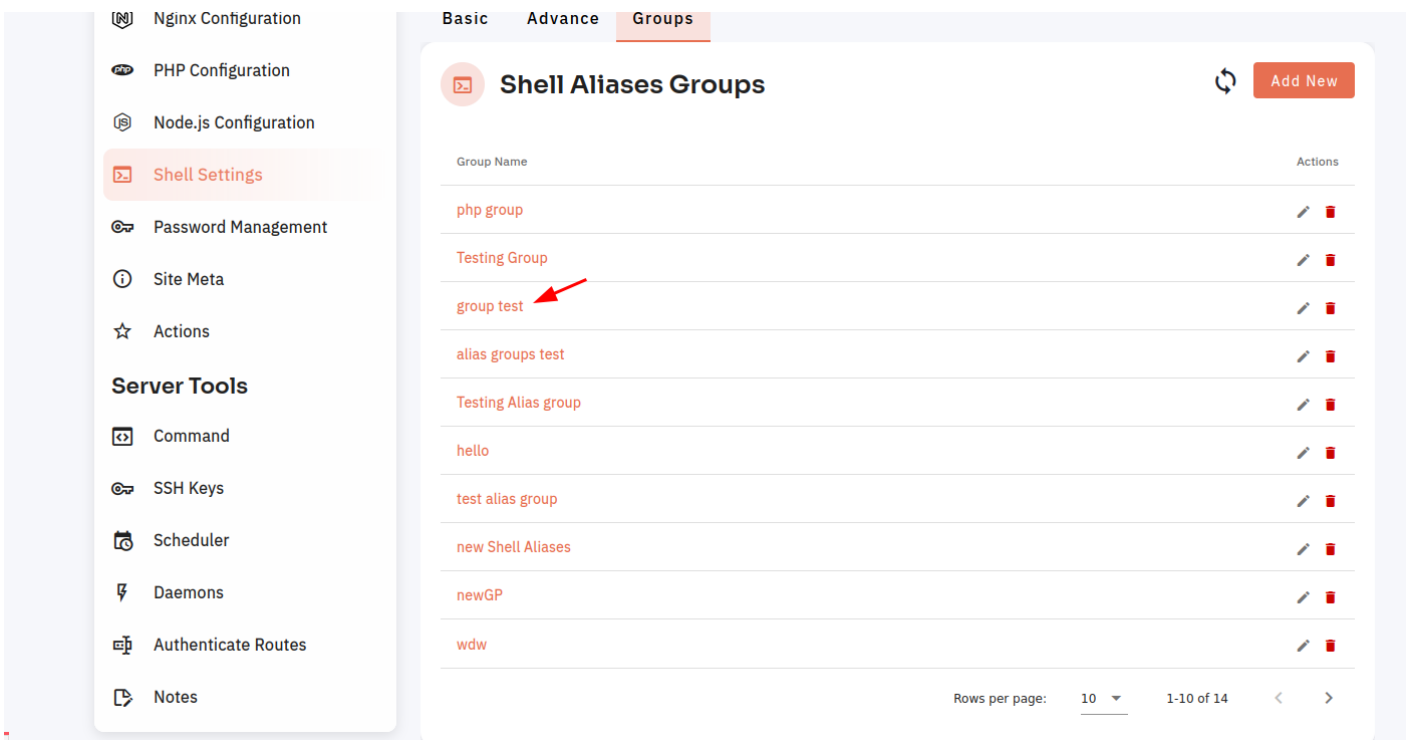 Nginx Configuration
PHP Configuration
Node.js Configuration
Shell Settings
Password Management
Site Meta
Actions
Server Tools
Command
SSH Keys
Scheduler
Daemons
Authenticate Routes
Notes
Basic Advance Groups
Shell Aliases Groups
Add New
Group Name Actions
php group
Testing Group
group test
alias groups test
Testing Alias group
hello
test alias group
new Shell Aliases
newGP
wdw
Rows per page: 10 1-10 of 14